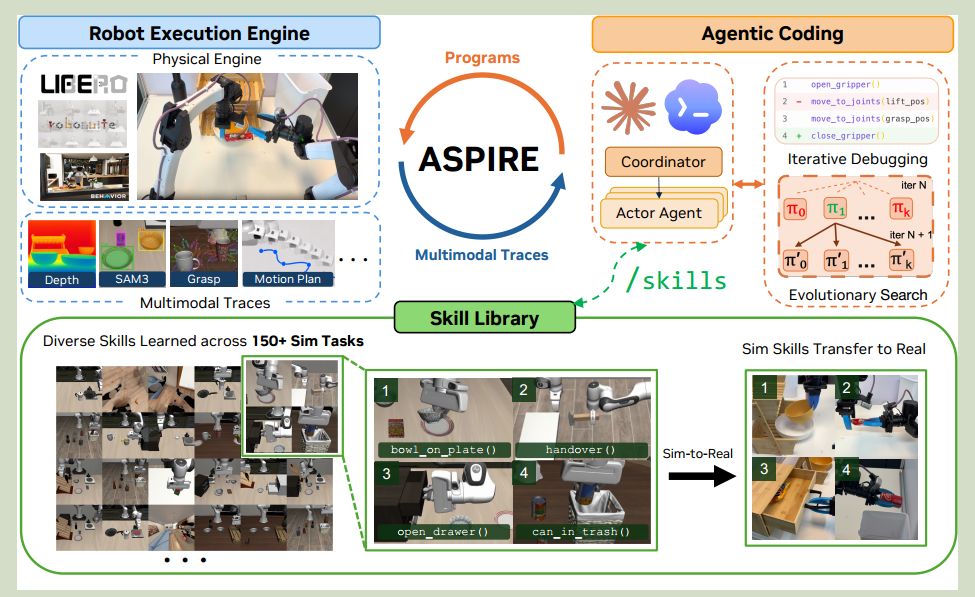 Robot Execution Engine
Physical Engine
LIBERO
robosuite
BEHAVIOR
Depth
SAM3
Grasp
Motion Plan
...
Multimodal Traces
Programs
ASPIRE
Multimodal Traces
Agentic Coding
Coordinator
Actor Agent
/skills
1 open_gripper()
2 - move_to_joints(lift_pos)
3 move_to_joints(grasp_pos)
4 + close_gripper()
Iterative Debugging
iter N
π0 π1 ... πk
iter N + 1
π′0 π′1 ... π′k
Evolutionary Search
Skill Library
Diverse Skills Learned across 150+ Sim Tasks
...
1
bowl_on_plate()
2
handover()
3
open_drawer()
4
can_in_trash()
Sim-to-Real
Sim Skills Transfer to Real
1
2
3
4